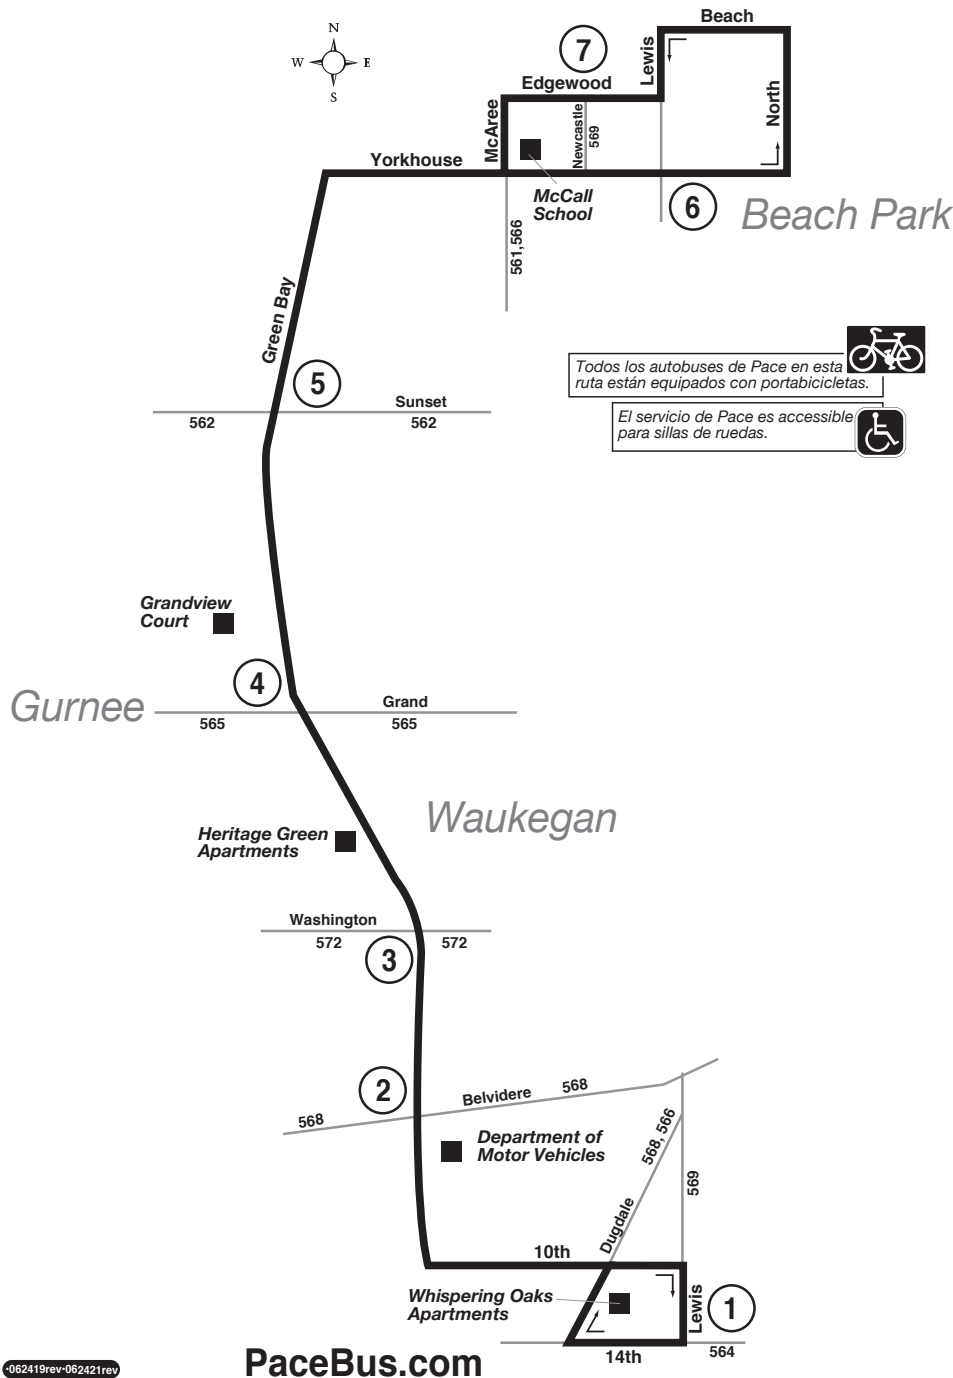 Beach
N
W
E
S
7
Lewis
Edgewood
North
McAree
Newcastle
569
Yorkhouse
McCall
School
6
Beach Park
561,566
Green Bay
5
Todos los autobuses de Pace en esta
ruta están equipados con portabicicletas.
Sunset
562
562
El servicio de Pace es accessible
para sillas de ruedas.
Grandview
Court
4
Gurnee
Grand
565
565
Waukegan
Heritage Green
Apartments
Washington
572
572
3
2
Belvidere
568
568
Department of
Motor Vehicles
568, 566
569
Dugdale
10th
Whispering Oaks
Apartments
Lewis
1
14th
564
PaceBus.com
•062419rev•062421rev